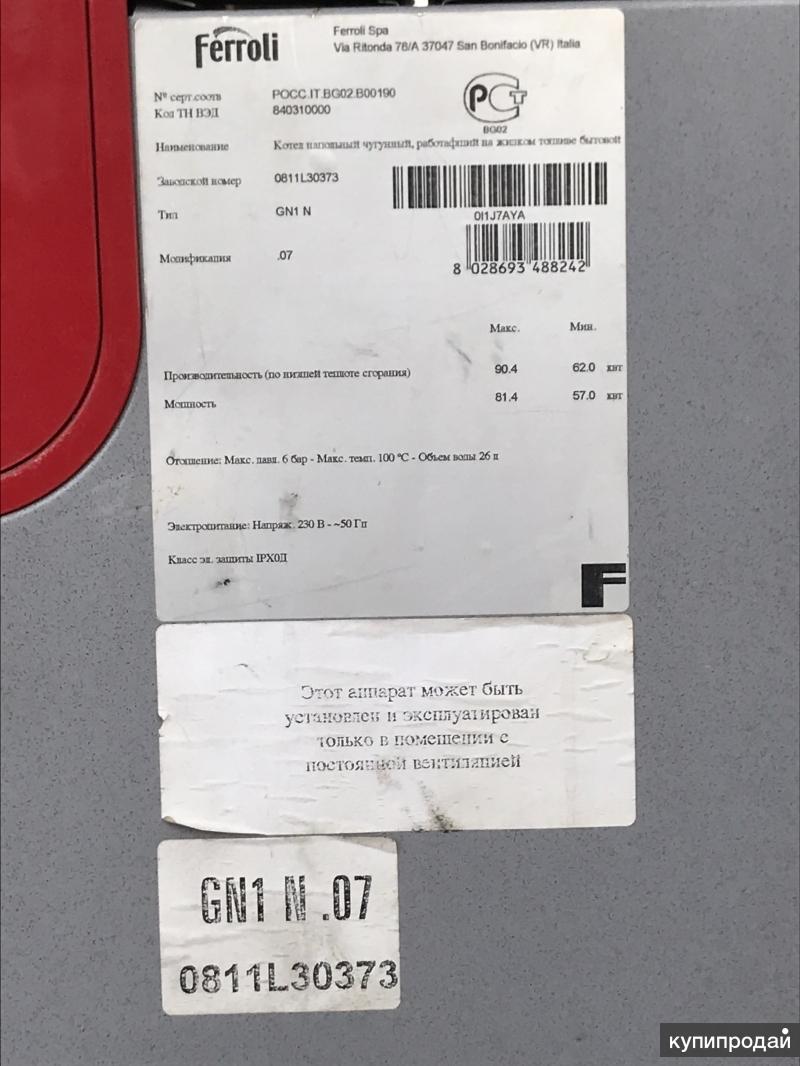 Ferroli
Ferroli Spa
Via Ritonda 78/A 37047 San Bonifacio (VR) Italia
Nº серт.соотв РОСС.IT.BG02.B00190
Код ТН ВЭД 840310000
PCT
BG02
Наименование Котел напольный чугунный, работающий на жидком топливе бытовой
Заводской номер 0811L30373
0I1J7AYA
Тип GN1 N
Модификация .07
8 028693 488242
Макс. Мин.
Производительность (по низшей теплоте сгорания) 90.4 62.0 квт
Мощность 81.4 57.0 квт
Отопление: Макс. давл. 6 бар - Макс. темп. 100 °C - Объем воды 26 л
Электропитание: Напряж. 230 В - ~50 Гц
Класс эл. защиты IPX0Д
F
Этот аппарат может быть
установлен и эксплуатирован
только в помещении с
постоянной вентиляцией
GN1 N .07
0811L30373
купипродай